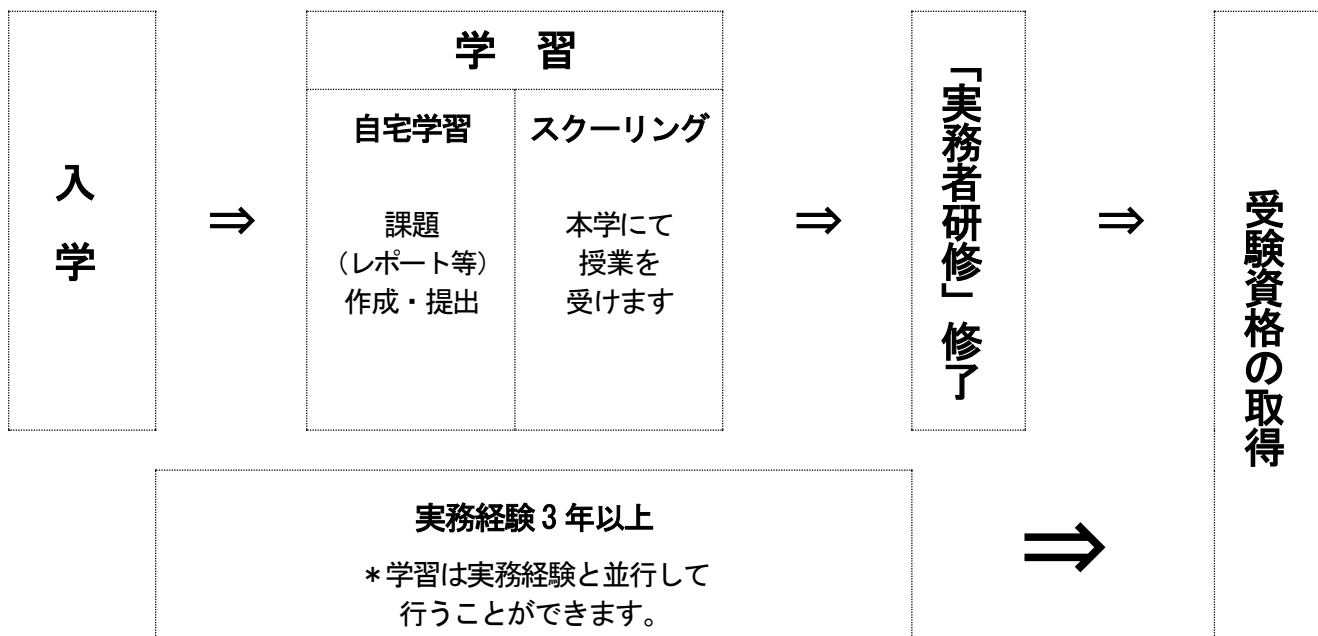 入
学
⇒
学　習
自宅学習
課題
（レポート等）
作成・提出
スクーリング
本学にて
授業を
受けます
⇒
「実務者研修」修了
⇒
受験資格の取得
実務経験３年以上
＊学習は実務経験と並行して
行うことができます。
⇒